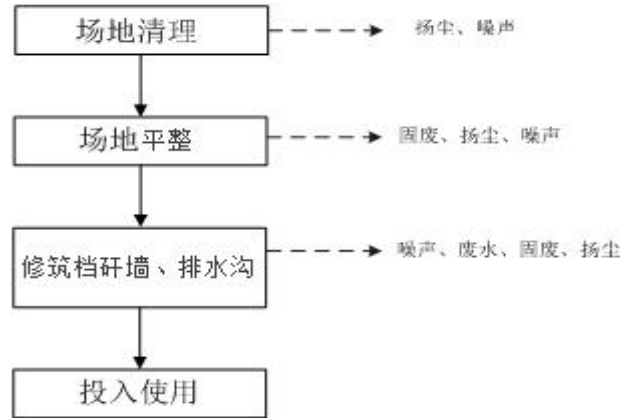 场地清理
扬尘、噪声
场地平整
固废、扬尘、噪声
修筑档矸墙、排水沟
噪声、废水、固废、扬尘
投入使用